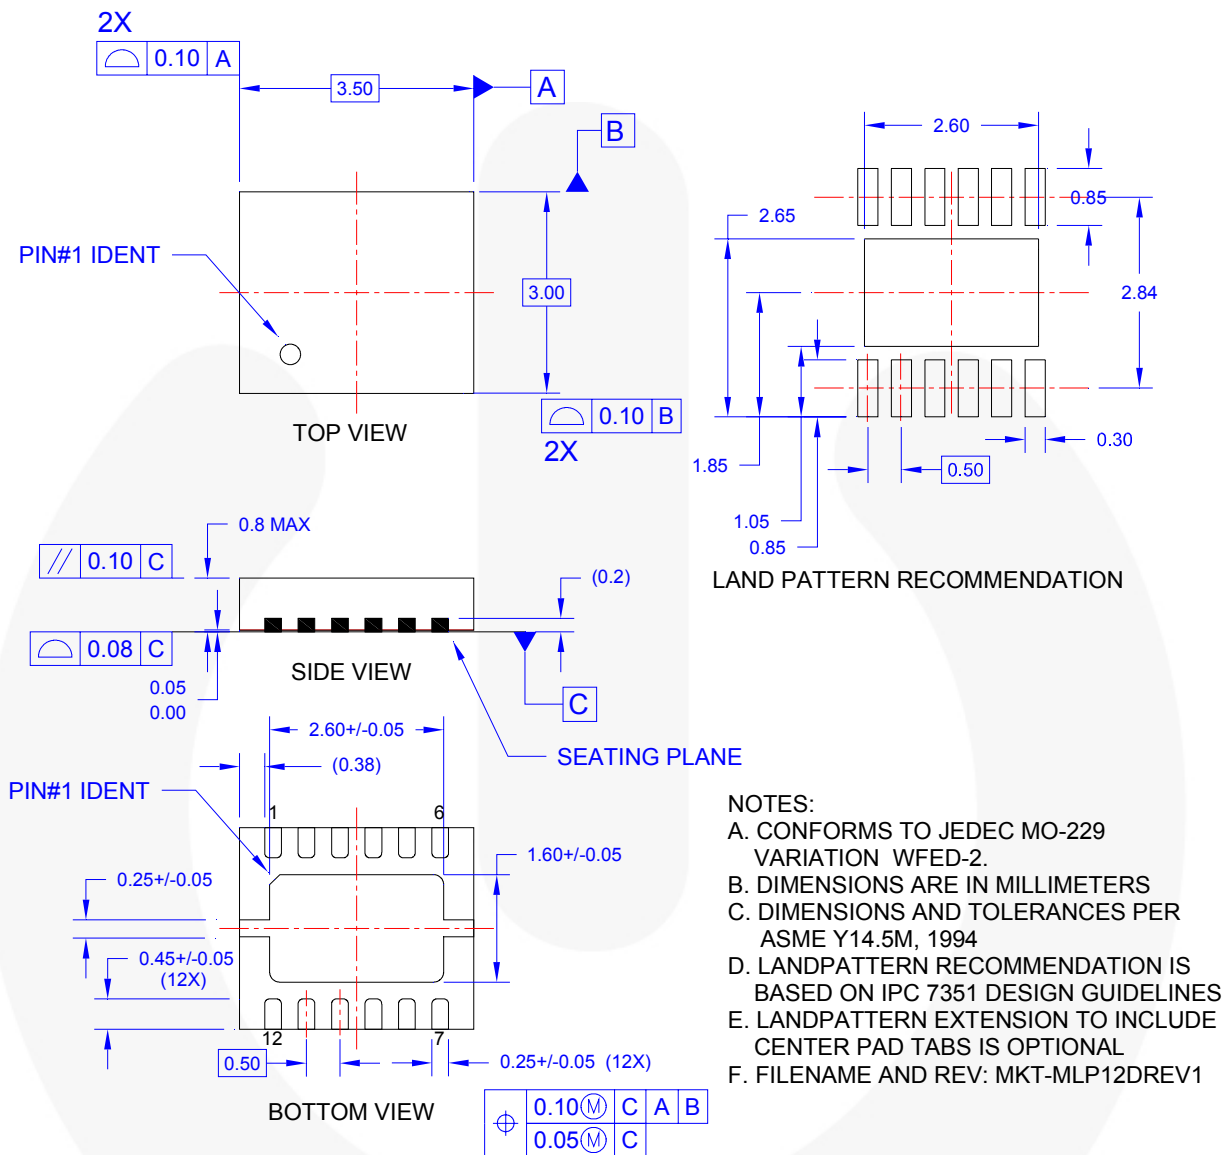 2X
0.10 A
3.50
A
B
2.60
0.85
2.65
PIN#1 IDENT
3.00
2.84
0.10 B
TOP VIEW
2X
1.85
0.50
0.30
1.05
0.85
LAND PATTERN RECOMMENDATION
0.8 MAX
// 0.10 C
(0.2)
0.08 C
SIDE VIEW
0.05
0.00
C
2.60+/-0.05
SEATING PLANE
(0.38)
PIN#1 IDENT
1
6
1.60+/-0.05
0.25+/-0.05
0.45+/-0.05
(12X)
12
7
0.50
0.25+/-0.05 (12X)
BOTTOM VIEW
0.10 Ⓜ C A B
0.05 Ⓜ C
NOTES:
A. CONFORMS TO JEDEC MO-229
VARIATION WFED-2.
B. DIMENSIONS ARE IN MILLIMETERS
C. DIMENSIONS AND TOLERANCES PER
ASME Y14.5M, 1994
D. LANDPATTERN RECOMMENDATION IS
BASED ON IPC 7351 DESIGN GUIDELINES
E. LANDPATTERN EXTENSION TO INCLUDE
CENTER PAD TABS IS OPTIONAL
F. FILENAME AND REV: MKT-MLP12DREV1